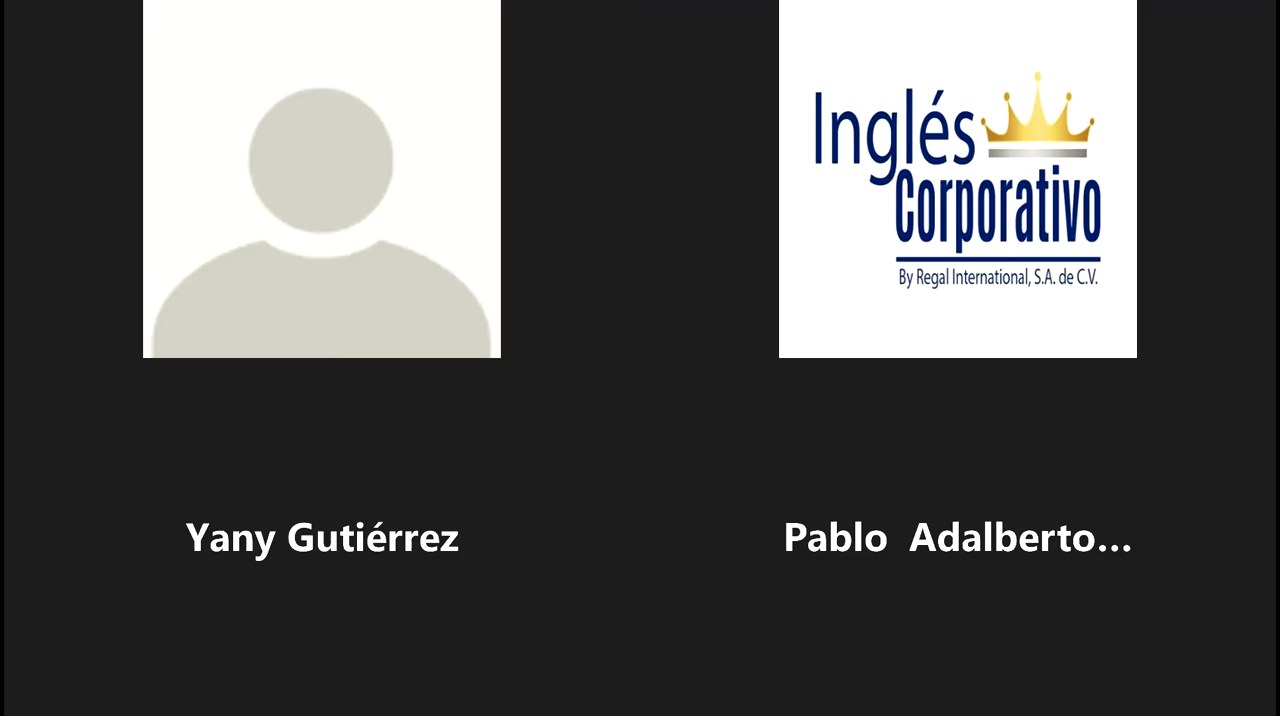 Inglés
Corporativo
By Regal International, S.A. de C.V.
Yany Gutiérrez
Pablo  Adalberto...